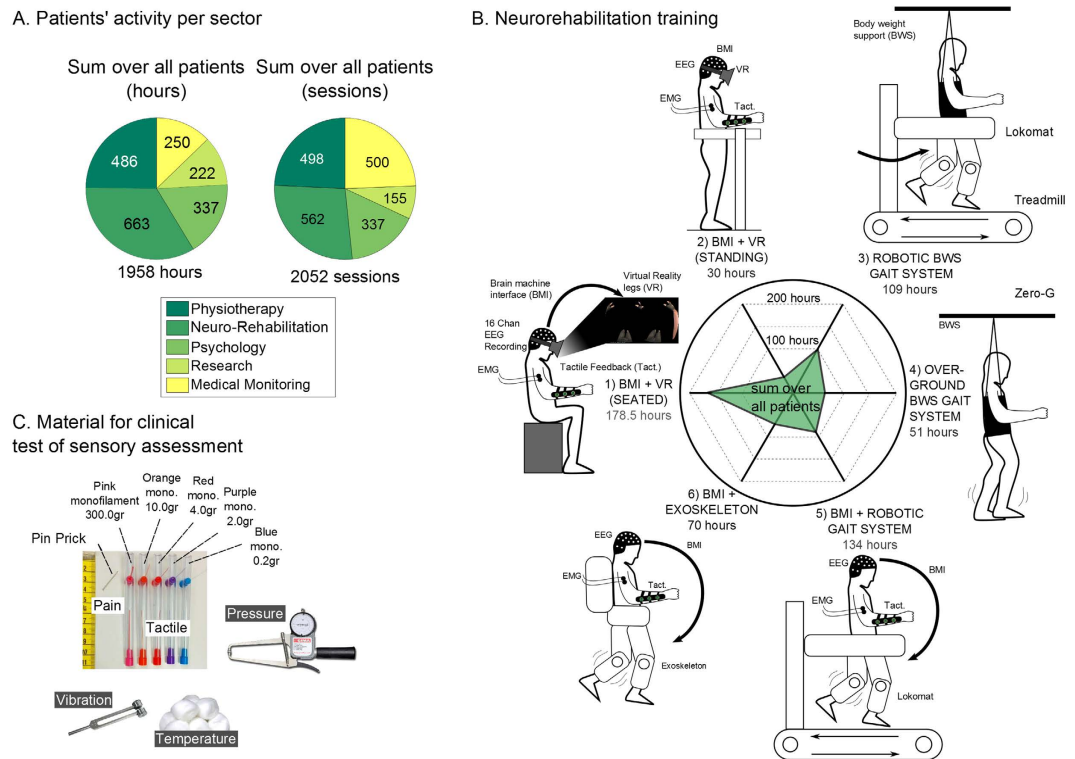 A. Patients' activity per sector
Sum over all patients
(hours)
Sum over all patients
(sessions)
486
250
222
337
663
498
500
155
337
562
1958 hours
2052 sessions
Physiotherapy
Neuro-Rehabilitation
Psychology
Research
Medical Monitoring
B. Neurorehabilitation training
BMI
EEG
VR
EMG
Tact.
2) BMI + VR
(STANDING)
30 hours
Body weight
support (BWS)
Lokomat
Treadmill
3) ROBOTIC BWS
GAIT SYSTEM
109 hours
Brain machine
interface (BMI)
Virtual Reality
legs (VR)
16 Chan
EEG
Recording
EMG
Tactile Feedback (Tact.)
1) BMI + VR
(SEATED)
178.5 hours
200 hours
100 hours
sum over
all patients
Zero-G
BWS
4) OVER-
GROUND
BWS GAIT
SYSTEM
51 hours
6) BMI +
EXOSKELETON
70 hours
EEG
BMI
EMG
Tact.
Exoskeleton
5) BMI + ROBOTIC
GAIT SYSTEM
134 hours
EEG
BMI
EMG
Tact.
Lokomat
C. Material for clinical
test of sensory assessment
Pink
monofilament
300.0gr
Orange
mono.
10.0gr
Red
mono.
4.0gr
Purple
mono.
2.0gr
Blue
mono.
0.2gr
Pin Prick
Pain
Tactile
Pressure
Vibration
Temperature